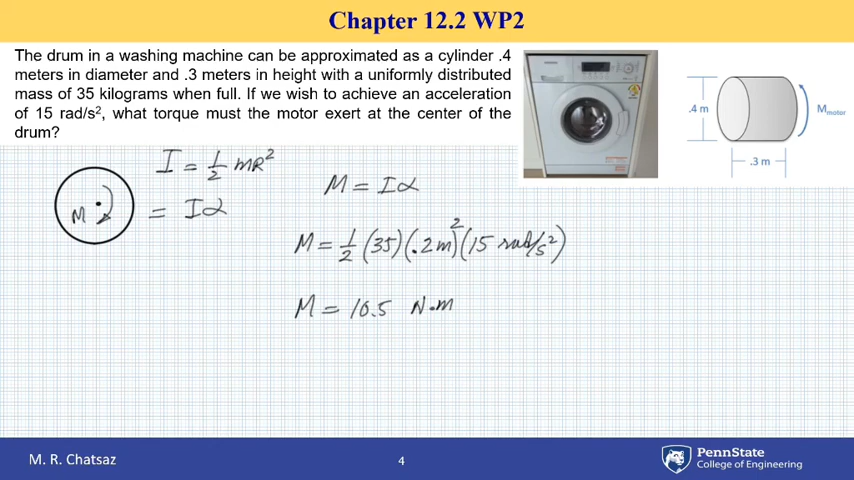 Chapter 12.2 WP2
The drum in a washing machine can be approximated as a cylinder .4
meters in diameter and .3 meters in height with a uniformly distributed
mass of 35 kilograms when full. If we wish to achieve an acceleration
of 15 rad/s², what torque must the motor exert at the center of the
drum?
.4 m
M_motor
.3 m
I = 1/2 mR²
M = Iα
M
= Iα
M = 1/2 (35)(.2m)²(15 rad/s²)
M = 10.5 N·m
M. R. Chatsaz
4
PennState
College of Engineering